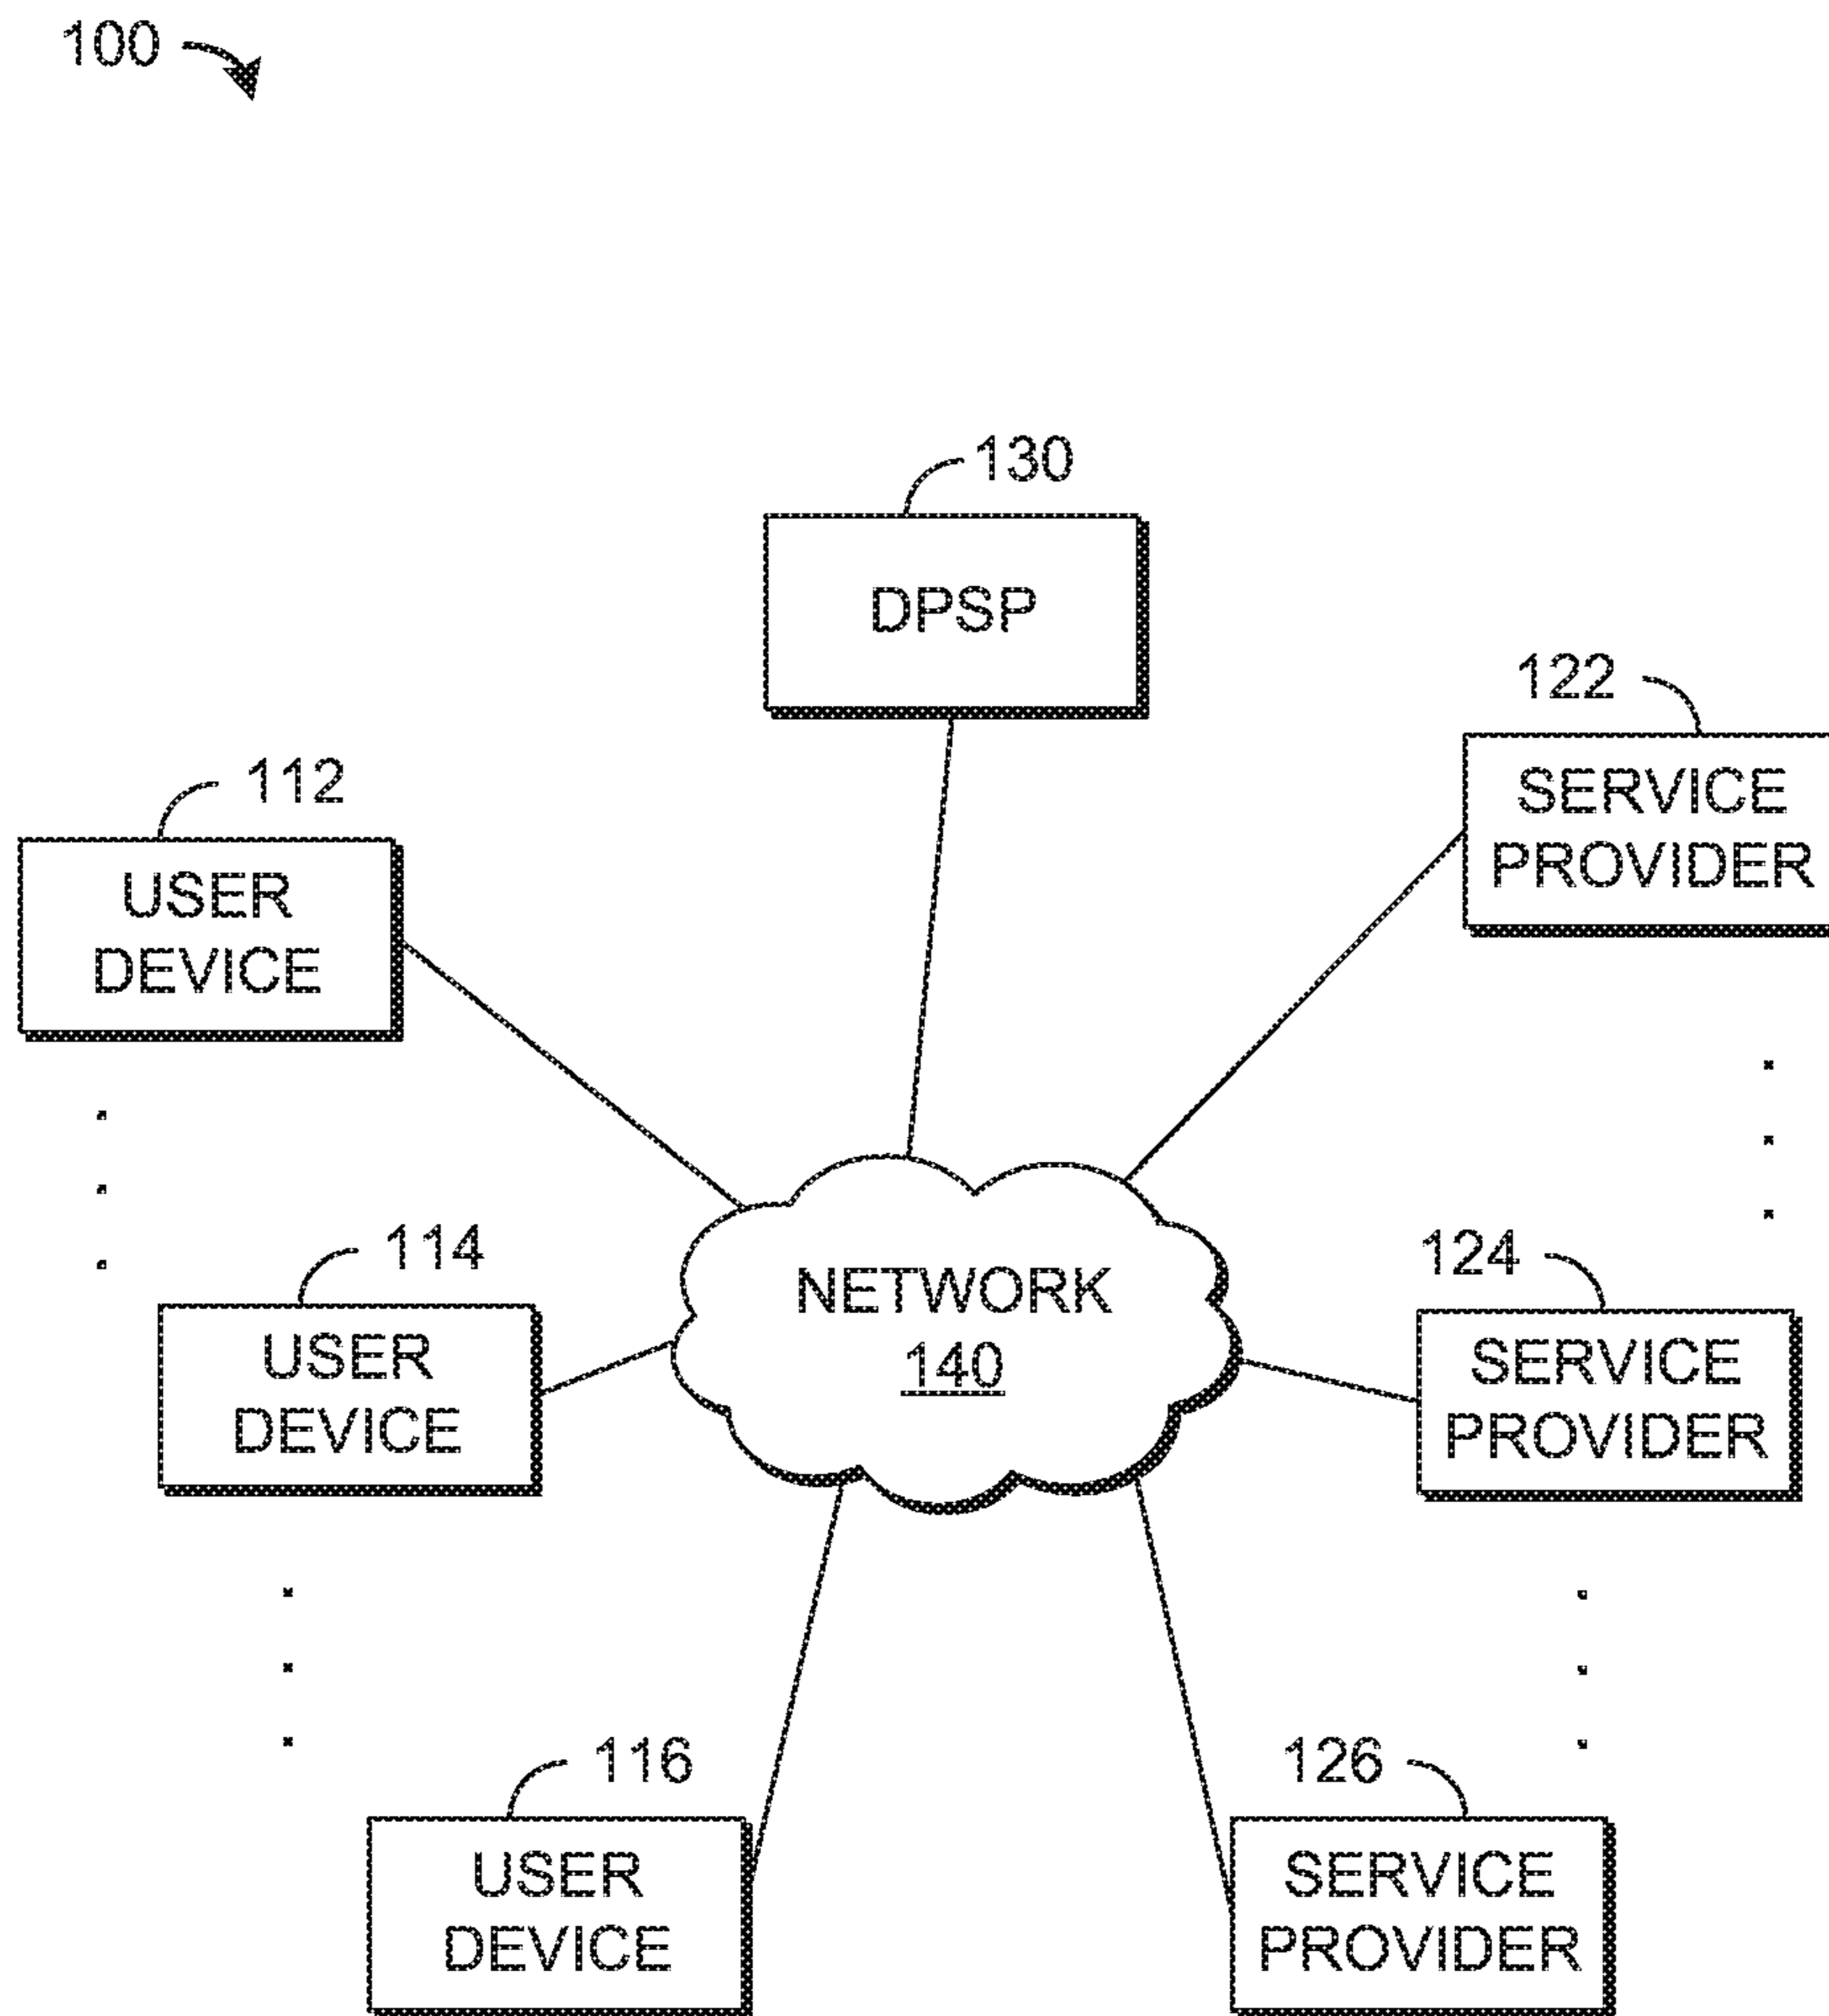 100
130
DPSP
122
SERVICE
PROVIDER
112
USER
DEVICE
114
USER
DEVICE
NETWORK
140
124
SERVICE
PROVIDER
116
USER
DEVICE
126
SERVICE
PROVIDER